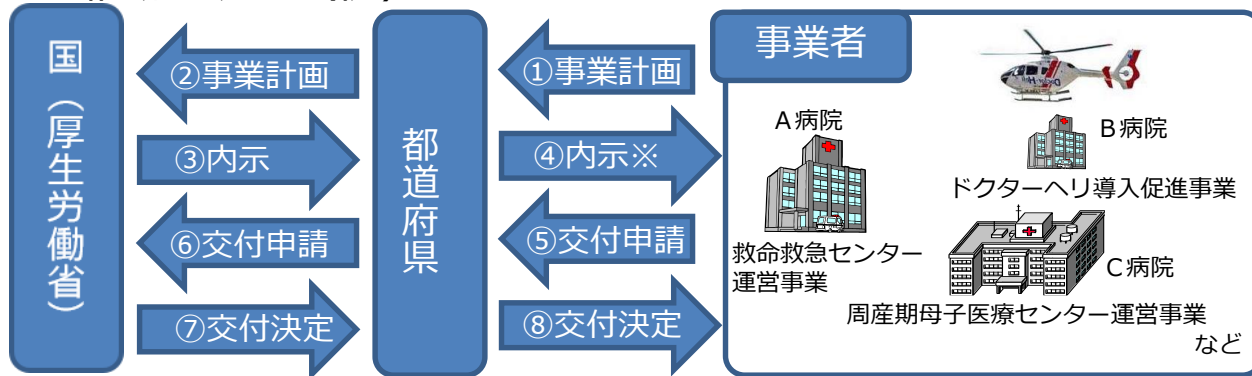 国（厚生労働省）
②事業計画
③内示
⑥交付申請
⑦交付決定
都道府県
①事業計画
④内示※
⑤交付申請
⑧交付決定
事業者
A病院
救命救急センター
運営事業
B病院
ドクターヘリ導入促進事業
C病院
周産期母子医療センター運営事業
など